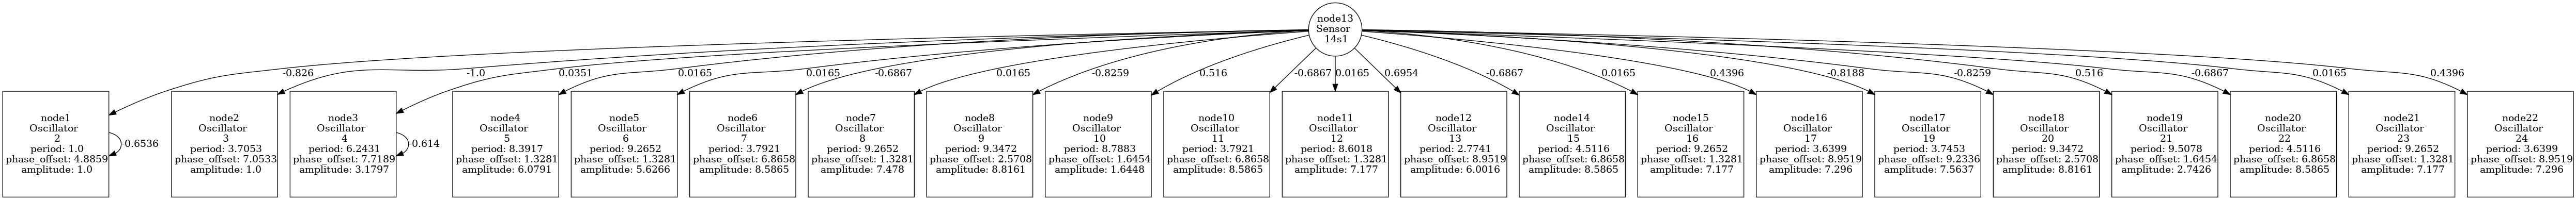 node13
Sensor
14s1
-0.826
-1.0
0.0351
0.0165
0.0165
-0.6867
0.0165
-0.8259
0.516
-0.6867
0.0165
0.6954
-0.6867
0.0165
0.4396
-0.8188
-0.8259
0.516
-0.6867
0.0165
0.4396
node1
Oscillator
2
period: 1.0
phase_offset: 4.8859
amplitude: 1.0
-0.6536
node2
Oscillator
3
period: 3.7053
phase_offset: 7.0533
amplitude: 1.0
node3
Oscillator
4
period: 6.2431
phase_offset: 7.7189
amplitude: 3.1797
-0.614
node4
Oscillator
5
period: 8.3917
phase_offset: 1.3281
amplitude: 6.0791
node5
Oscillator
6
period: 9.2652
phase_offset: 1.3281
amplitude: 5.6266
node6
Oscillator
7
period: 3.7921
phase_offset: 6.8658
amplitude: 8.5865
node7
Oscillator
8
period: 9.2652
phase_offset: 1.3281
amplitude: 7.478
node8
Oscillator
9
period: 9.3472
phase_offset: 2.5708
amplitude: 8.8161
node9
Oscillator
10
period: 8.7883
phase_offset: 1.6454
amplitude: 1.6448
node10
Oscillator
11
period: 3.7921
phase_offset: 6.8658
amplitude: 8.5865
node11
Oscillator
12
period: 8.6018
phase_offset: 1.3281
amplitude: 7.177
node12
Oscillator
13
period: 2.7741
phase_offset: 8.9519
amplitude: 6.0016
node14
Oscillator
15
period: 4.5116
phase_offset: 6.8658
amplitude: 8.5865
node15
Oscillator
16
period: 9.2652
phase_offset: 1.3281
amplitude: 7.177
node16
Oscillator
17
period: 3.6399
phase_offset: 8.9519
amplitude: 7.296
node17
Oscillator
19
period: 3.7453
phase_offset: 9.2336
amplitude: 7.5637
node18
Oscillator
20
period: 9.3472
phase_offset: 2.5708
amplitude: 8.8161
node19
Oscillator
21
period: 9.5078
phase_offset: 1.6454
amplitude: 2.7426
node20
Oscillator
22
period: 4.5116
phase_offset: 6.8658
amplitude: 8.5865
node21
Oscillator
23
period: 9.2652
phase_offset: 1.3281
amplitude: 7.177
node22
Oscillator
24
period: 3.6399
phase_offset: 8.9519
amplitude: 7.296